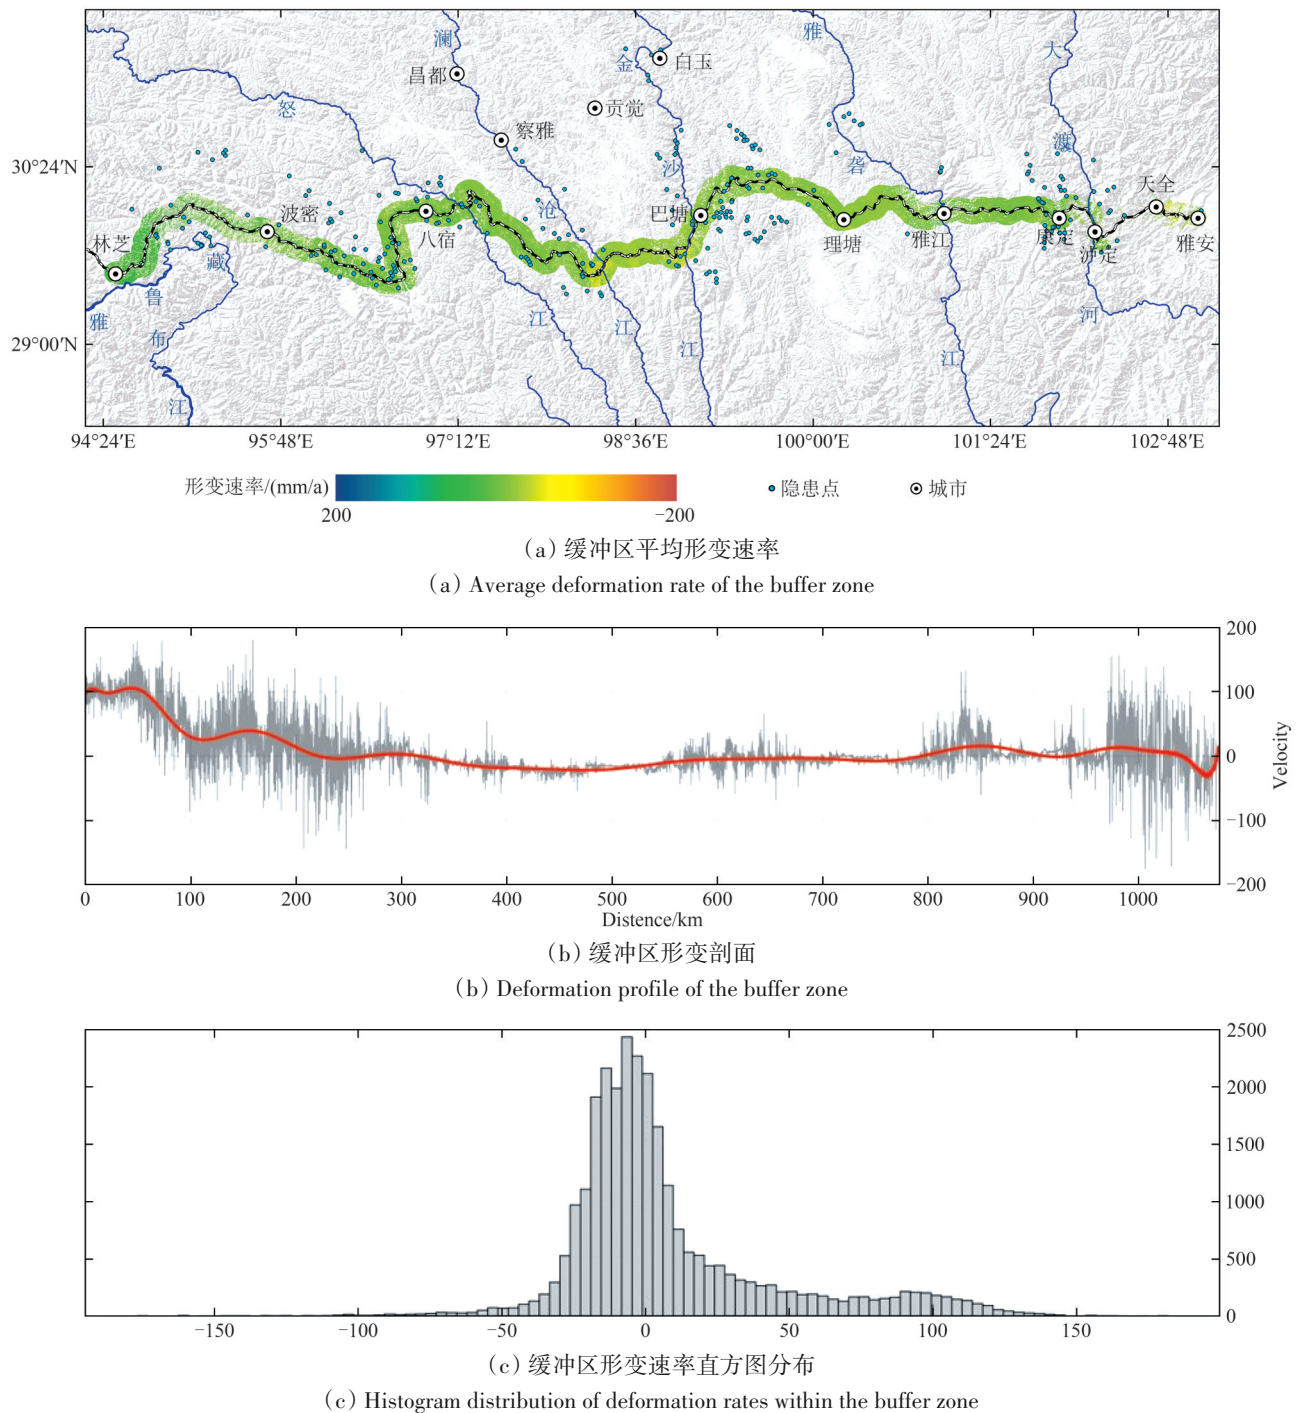 澜
雅
大
金
白玉
昌都
怒
贡觉
察雅
渡
30°24′N
沙
砻
天全
沧
林芝
波密
八宿
巴塘
理塘
雅江
康定
泸定
雅安
藏
鲁
雅
布
江
江
江
江
江
河
29°00′N
江
94°24′E
95°48′E
97°12′E
98°36′E
100°00′E
101°24′E
102°48′E
形变速率/(mm/a)
200
−200
隐患点
城市
(a) 缓冲区平均形变速率
(a) Average deformation rate of the buffer zone
200
100
0
−100
−200
Velocity
0
100
200
300
400
500
600
700
800
900
1000
Distence/km
(b) 缓冲区形变剖面
(b) Deformation profile of the buffer zone
2500
2000
1500
1000
500
0
−150
−100
−50
0
50
100
150
(c) 缓冲区形变速率直方图分布
(c) Histogram distribution of deformation rates within the buffer zone